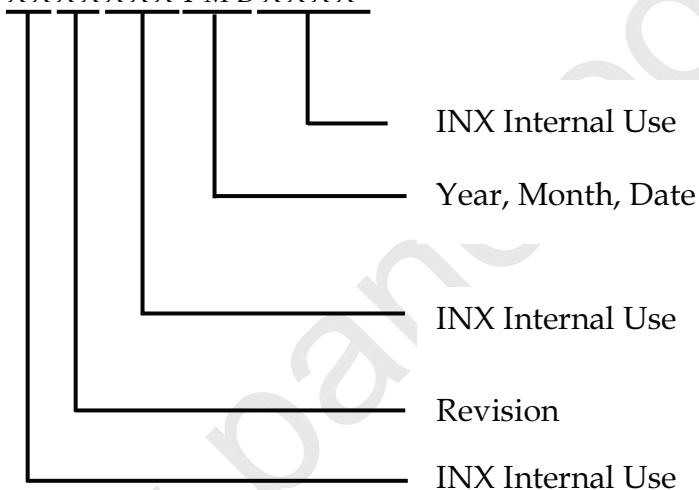 INX Internal Use
Year, Month, Date
INX Internal Use
Revision
INX Internal Use